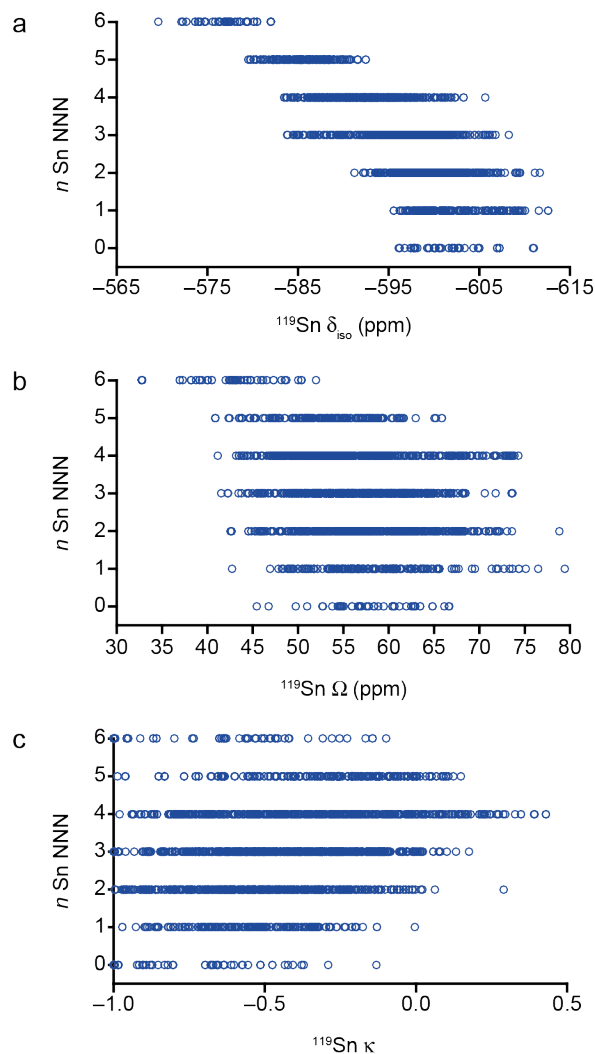 a
n Sn NNN
6
5
4
3
2
1
0
–565 –575 –585 –595 –605 –615
¹¹⁹Sn δiso (ppm)
b
n Sn NNN
6
5
4
3
2
1
0
30 35 40 45 50 55 60 65 70 75 80
¹¹⁹Sn Ω (ppm)
c
n Sn NNN
6
5
4
3
2
1
0
–1.0 –0.5 0.0 0.5
¹¹⁹Sn κ